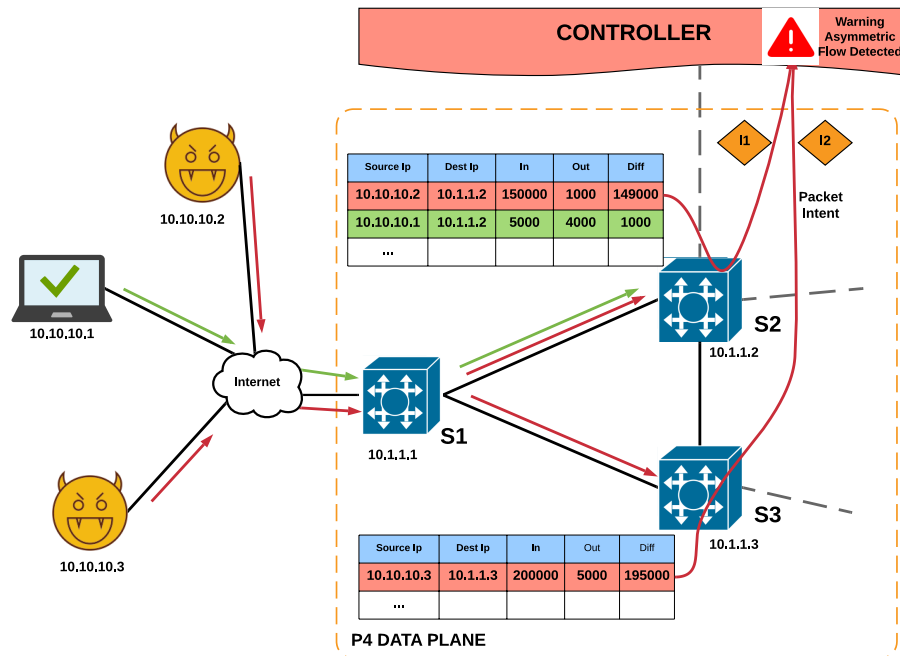 CONTROLLER
Warning
Asymmetric
Flow Detected
I1
I2
Packet
Intent
Source Ip Dest Ip In Out Diff
10.10.10.2 10.1.1.2 150000 1000 149000
10.10.10.1 10.1.1.2 5000 4000 1000
...
10.10.10.2
10.10.10.1
Internet
10.10.10.3
S1
10.1.1.1
S2
10.1.1.2
S3
10.1.1.3
Source Ip Dest Ip In Out Diff
10.10.10.3 10.1.1.3 200000 5000 195000
...
P4 DATA PLANE